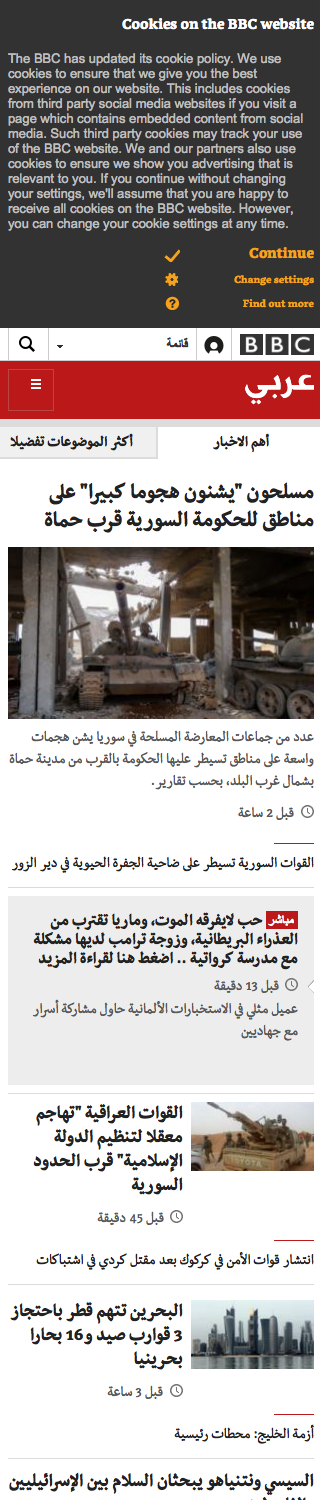 Cookies on the BBC website
The BBC has updated its cookie policy. We use
cookies to ensure that we give you the best
experience on our website. This includes cookies
from third party social media websites if you visit a
page which contains embedded content from social
media. Such third party cookies may track your use
of the BBC website. We and our partners also use
cookies to ensure we show you advertising that is
relevant to you. If you continue without changing
your settings, we'll assume that you are happy to
receive all cookies on the BBC website. However,
you can change your cookie settings at any time.
Continue
Change settings
Find out more
BBC
قائمة
عربي
أهم الاخبار
أكثر الموضوعات تفضيلا
مسلحون "يشنون هجوما كبيرا" على
مناطق للحكومة السورية قرب حماة
عدد من جماعات المعارضة المسلحة في سوريا يشن هجمات
واسعة على مناطق تسيطر عليها الحكومة بالقرب من مدينة حماة
بشمال غرب البلد، بحسب تقارير.
قبل 2 ساعة
القوات السورية تسيطر على ضاحية الجفرة الحيوية في دير الزور
مباشر حب لايفرقه الموت، وماريا تقترب من
العذراء البريطانية، وزوجة ترامب لديها مشكلة
مع مدرسة كرواتية .. اضغط هنا لقراءة المزيد
قبل 13 دقيقة
عميل مثلي في الاستخبارات الألمانية حاول مشاركة أسرار
مع جهاديين
القوات العراقية "تهاجم
معقلا لتنظيم الدولة
الإسلامية" قرب الحدود
السورية
قبل 45 دقيقة
انتشار قوات الأمن في كركوك بعد مقتل كردي في اشتباكات
البحرين تتهم قطر باحتجاز
3 قوارب صيد و16 بحارا
بحرينيا
قبل 3 ساعة
أزمة الخليج: محطات رئيسية
السيسي ونتنياهو يبحثان السلام بين الإسرائيليين